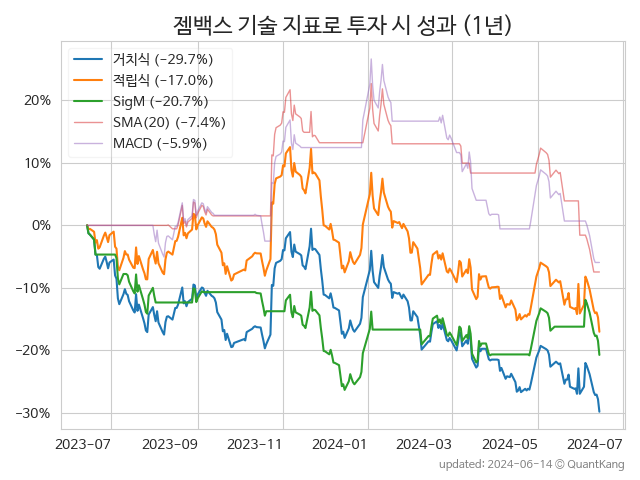 젬백스 기술 지표로 투자 시 성과 (1년)
거치식 (−29.7%)
적립식 (−17.0%)
SigM (−20.7%)
SMA(20) (−7.4%)
MACD (−5.9%)
20%
10%
0%
−10%
−20%
−30%
2023-07 2023-09 2023-11 2024-01 2024-03 2024-05 2024-07
updated: 2024-06-14 © QuantKang